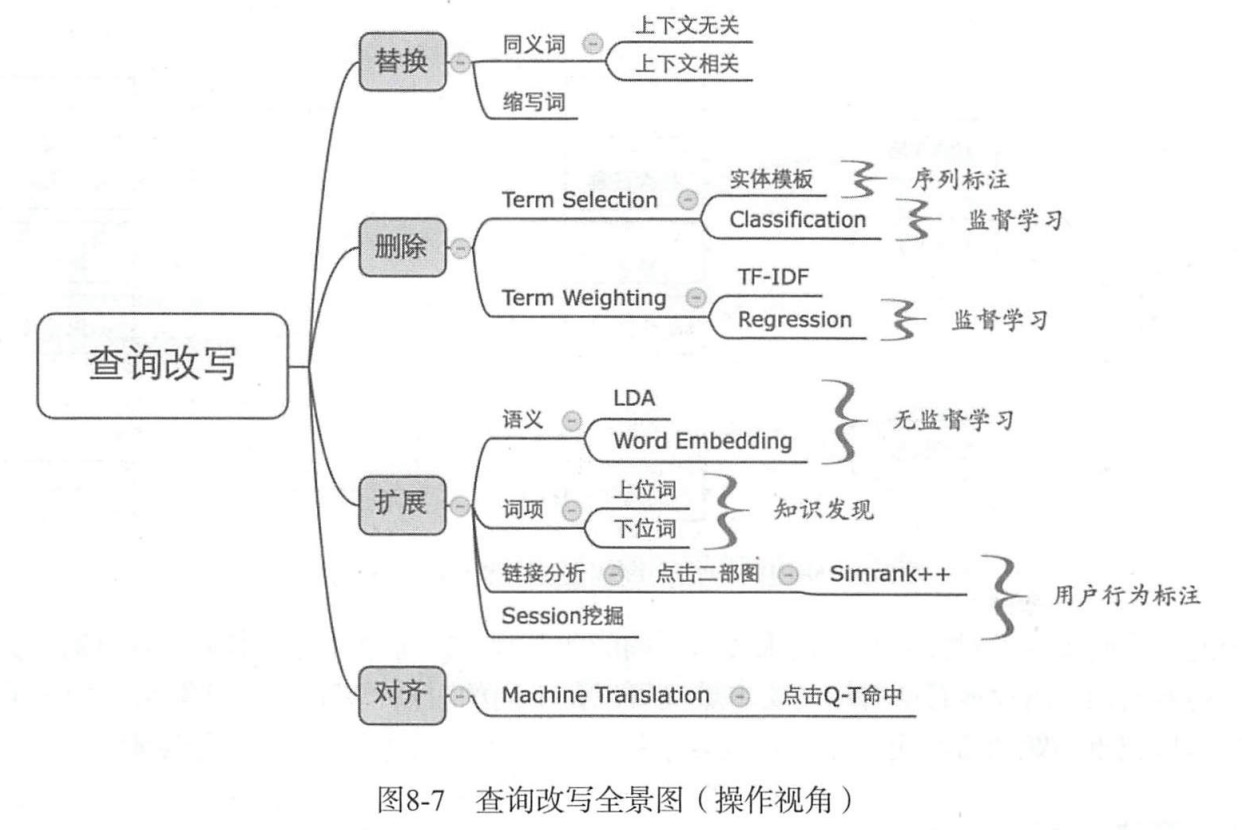 上下文无关
同义词
上下文相关
替换
缩写词
实体模板
序列标注
Term Selection
Classification
监督学习
删除
TF-IDF
Term Weighting
Regression
监督学习
查询改写
LDA
语义
无监督学习
Word Embedding
上位词
扩展
词项
知识发现
下位词
链接分析
点击二部图
Simrank++
用户行为标注
Session挖掘
对齐
Machine Translation
点击Q-T命中
图8-7 查询改写全景图(操作视角)